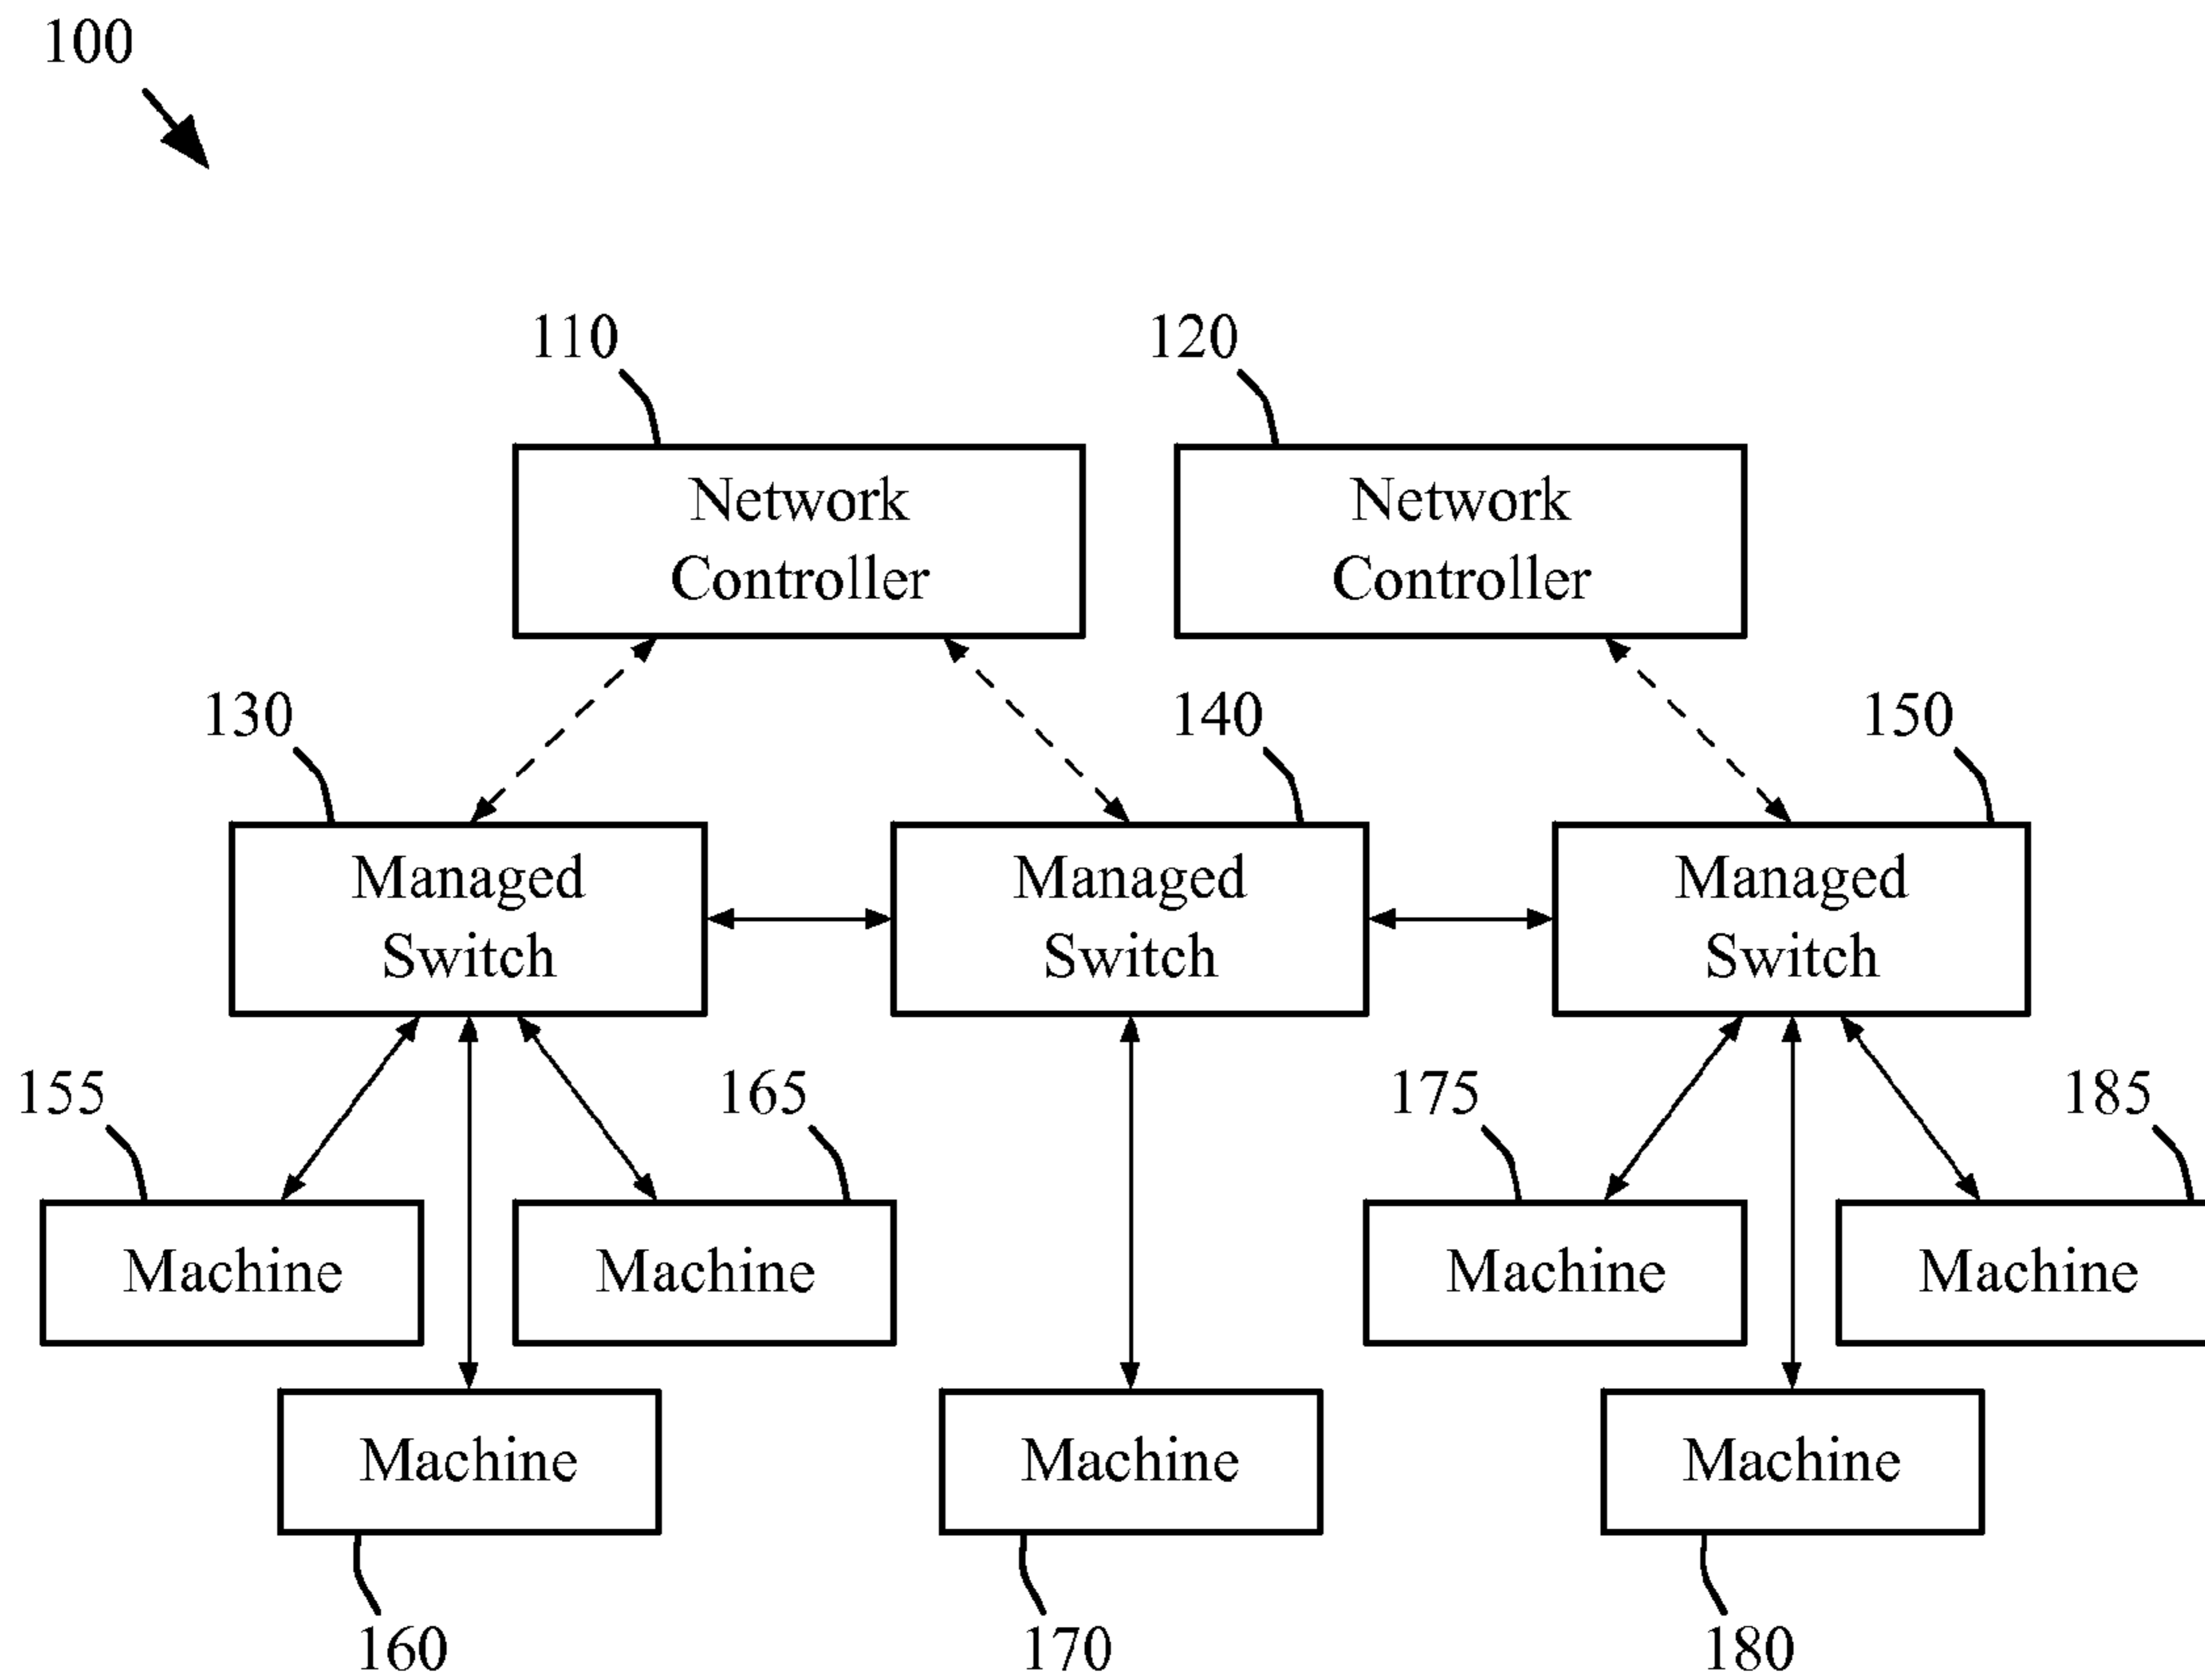 100
110
120
Network
Controller
Network
Controller
130
140
150
Managed
Switch
Managed
Switch
Managed
Switch
155
165
175
185
Machine
Machine
Machine
Machine
Machine
Machine
Machine
160
170
180